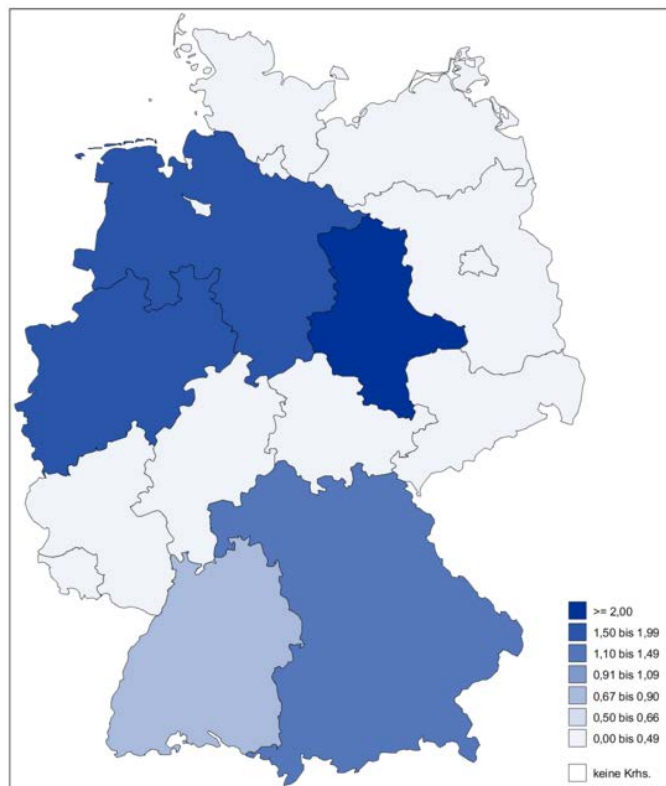 >= 2,00
1,50 bis 1,99
1,10 bis 1,49
0,91 bis 1,09
0,67 bis 0,90
0,50 bis 0,66
0,00 bis 0,49
keine Krhs.